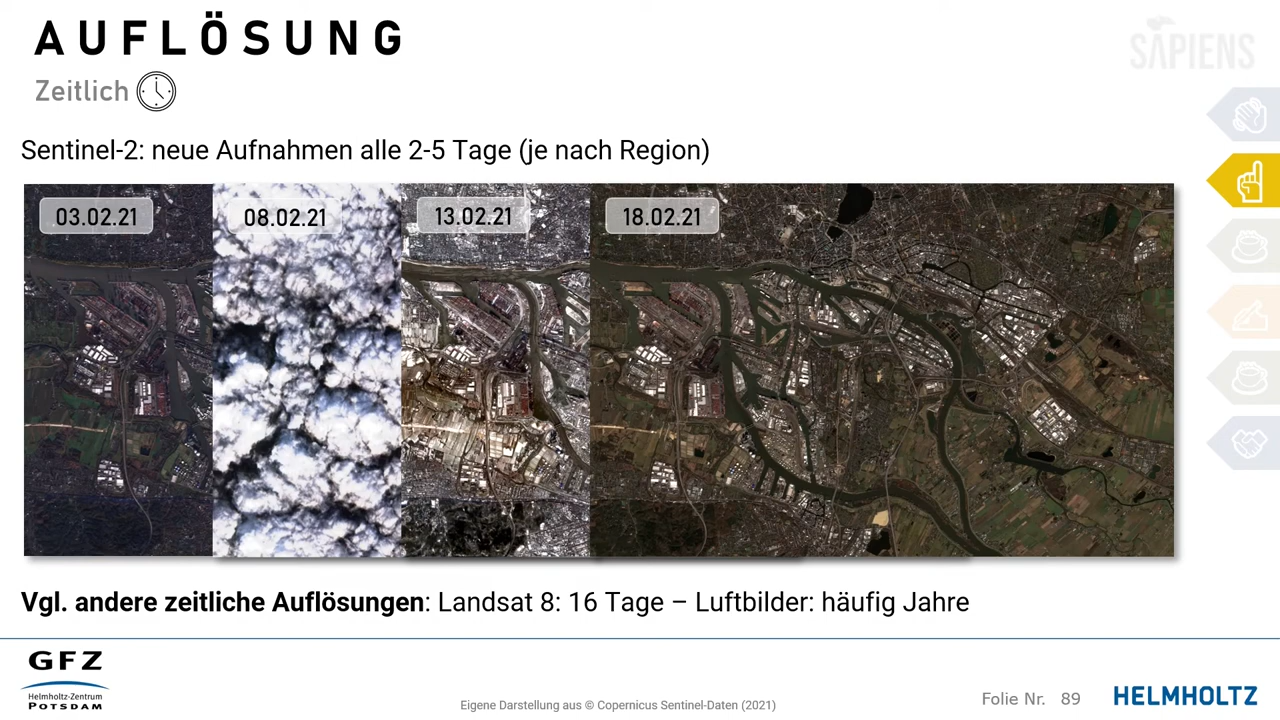 AUFLÖSUNG
SAPIENS
Zeitlich
Sentinel-2: neue Aufnahmen alle 2-5 Tage (je nach Region)
03.02.21
08.02.21
13.02.21
18.02.21
Vgl. andere zeitliche Auflösungen: Landsat 8: 16 Tage – Luftbilder: häufig Jahre
GFZ
Helmholtz-Zentrum
POTSDAM
Eigene Darstellung aus © Copernicus Sentinel-Daten (2021)
Folie Nr. 89
HELMHOLTZ